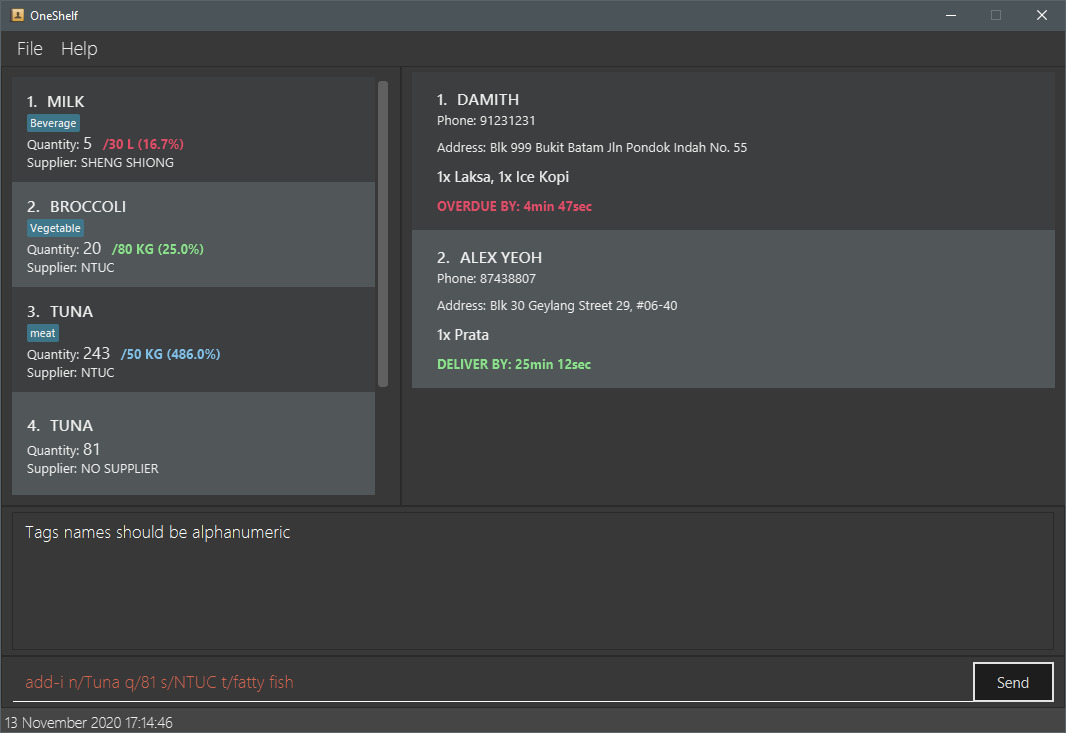 OneShelf
File Help
1. MILK
Beverage
Quantity: 5 /30 L (16.7%)
Supplier: SHENG SHIONG
2. BROCCOLI
Vegetable
Quantity: 20 /80 KG (25.0%)
Supplier: NTUC
3. TUNA
meat
Quantity: 243 /50 KG (486.0%)
Supplier: NTUC
4. TUNA
Quantity: 81
Supplier: NO SUPPLIER
1. DAMITH
Phone: 91231231
Address: Blk 999 Bukit Batam Jln Pondok Indah No. 55
1x Laksa, 1x Ice Kopi
OVERDUE BY: 4min 47sec
2. ALEX YEOH
Phone: 87438807
Address: Blk 30 Geylang Street 29, #06-40
1x Prata
DELIVER BY: 25min 12sec
Tags names should be alphanumeric
add-i n/Tuna q/81 s/NTUC t/fatty fish
Send
13 November 2020 17:14:46